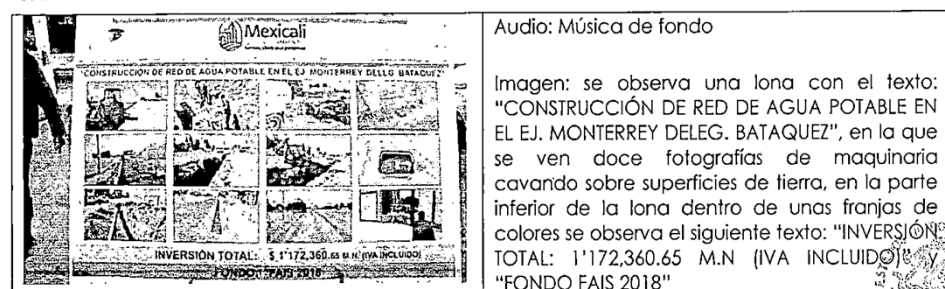 Mexicali
"CONSTRUCCIÓN DE RED DE AGUA POTABLE EN EL EJ. MONTERREY DELEG. BATAQUEZ"
INVERSIÓN TOTAL: $ 1'172,360.65 M.N. (IVA INCLUIDO)
FONDO: FAIS 2018
Audio: Música de fondo
Imagen: se observa una lona con el texto:
"CONSTRUCCIÓN DE RED DE AGUA POTABLE EN
EL EJ. MONTERREY DELEG. BATAQUEZ", en la que
se ven doce fotografías de maquinaria
cavando sobre superficies de tierra, en la parte
inferior de la lona dentro de unas franjas de
colores se observa el siguiente texto: "INVERSIÓN
TOTAL: 1'172,360.65 M.N (IVA INCLUIDO) y
"FONDO FAIS 2018"